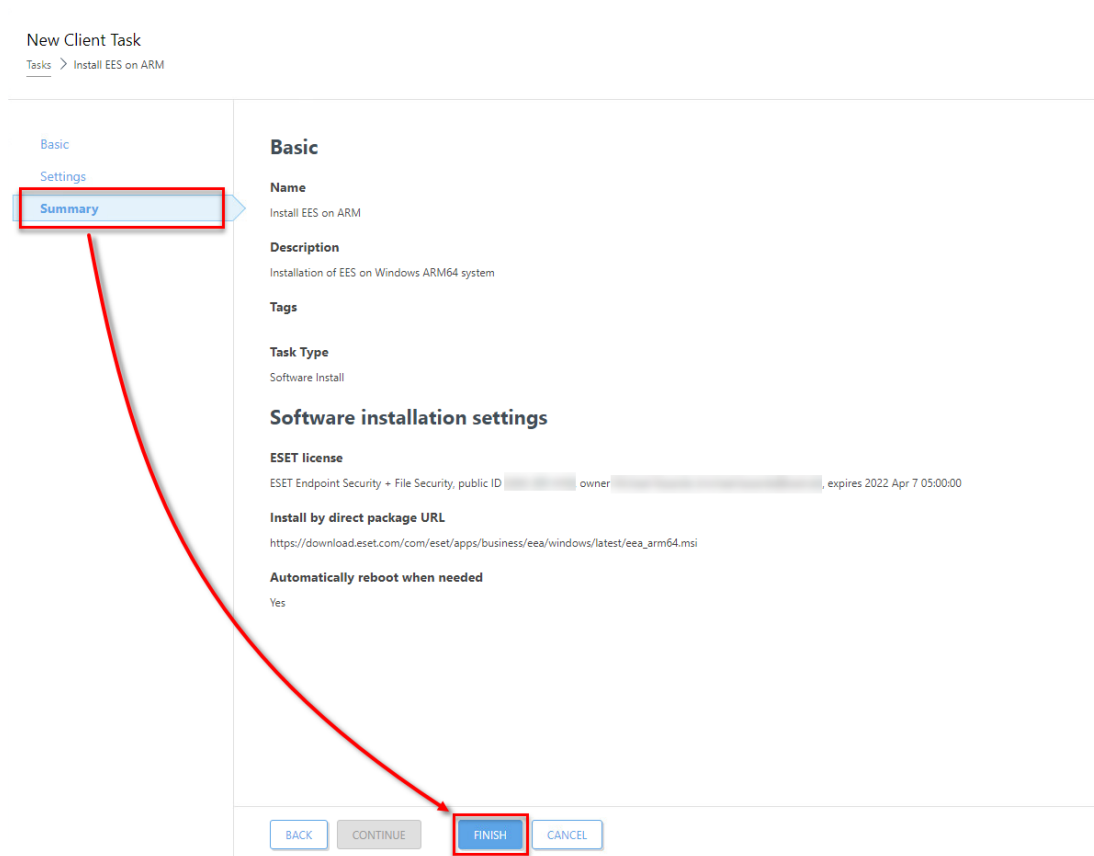 New Client Task
Tasks > Install EES on ARM
Basic
Settings
Summary
Basic
Name
Install EES on ARM
Description
Installation of EES on Windows ARM64 system
Tags
Task Type
Software Install
Software installation settings
ESET license
ESET Endpoint Security + File Security, public ID owner , expires 2022 Apr 7 05:00:00
Install by direct package URL
https://download.eset.com/com/eset/apps/business/eea/windows/latest/eea_arm64.msi
Automatically reboot when needed
Yes
BACK CONTINUE FINISH CANCEL